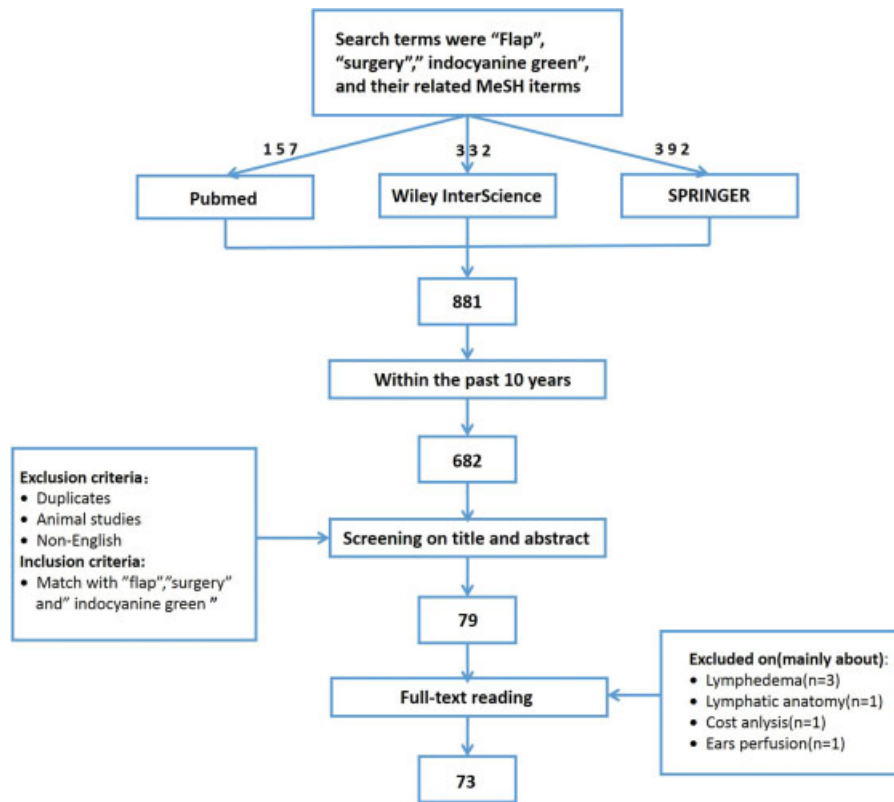 Search terms were “Flap”,
“surgery”,” indocyanine green”,
and their related MeSH iterms
1 5 7
3 3 2
3 9 2
Pubmed
Wiley InterScience
SPRINGER
881
Within the past 10 years
682
Exclusion criteria：
• Duplicates
• Animal studies
• Non-English
Inclusion criteria:
• Match with ”flap”,”surgery”
and” indocyanine green ”
Screening on title and abstract
79
Excluded on(mainly about):
• Lymphedema(n=3)
• Lymphatic anatomy(n=1)
• Cost anlysis(n=1)
• Ears perfusion(n=1)
Full-text reading
73